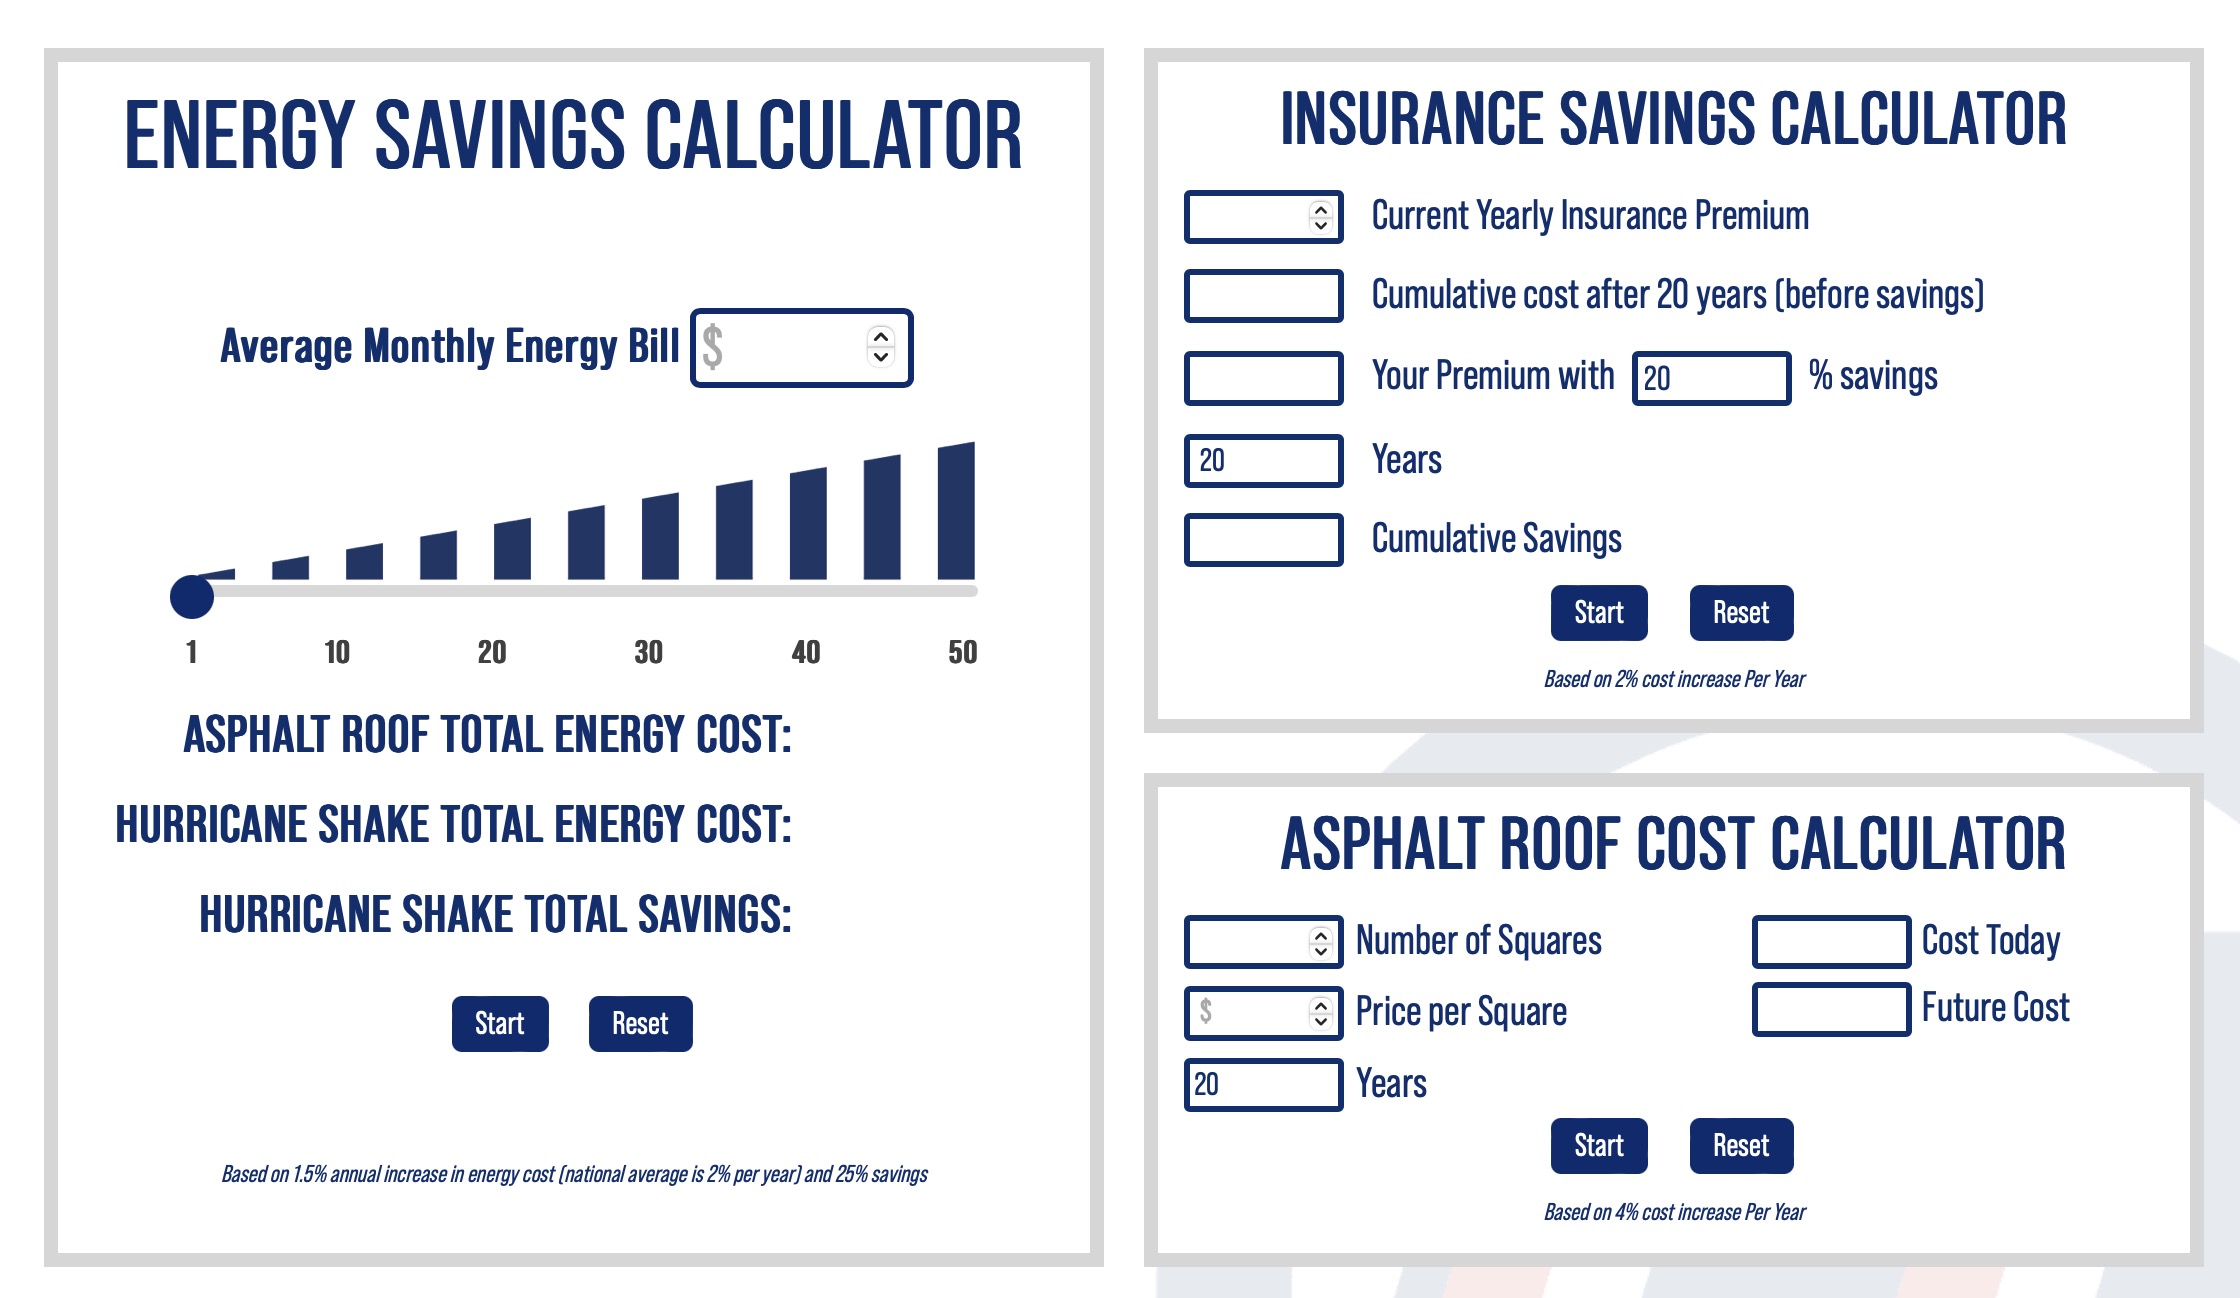 ENERGY SAVINGS CALCULATOR
Average Monthly Energy Bill $
1 10 20 30 40 50
ASPHALT ROOF TOTAL ENERGY COST:
HURRICANE SHAKE TOTAL ENERGY COST:
HURRICANE SHAKE TOTAL SAVINGS:
Start Reset
Based on 1.5% annual increase in energy cost (national average is 2% per year) and 25% savings
INSURANCE SAVINGS CALCULATOR
Current Yearly Insurance Premium
Cumulative cost after 20 years (before savings)
Your Premium with 20 % savings
20 Years
Cumulative Savings
Start Reset
Based on 2% cost increase Per Year
ASPHALT ROOF COST CALCULATOR
Number of Squares Cost Today
$ Price per Square Future Cost
20 Years
Start Reset
Based on 4% cost increase Per Year